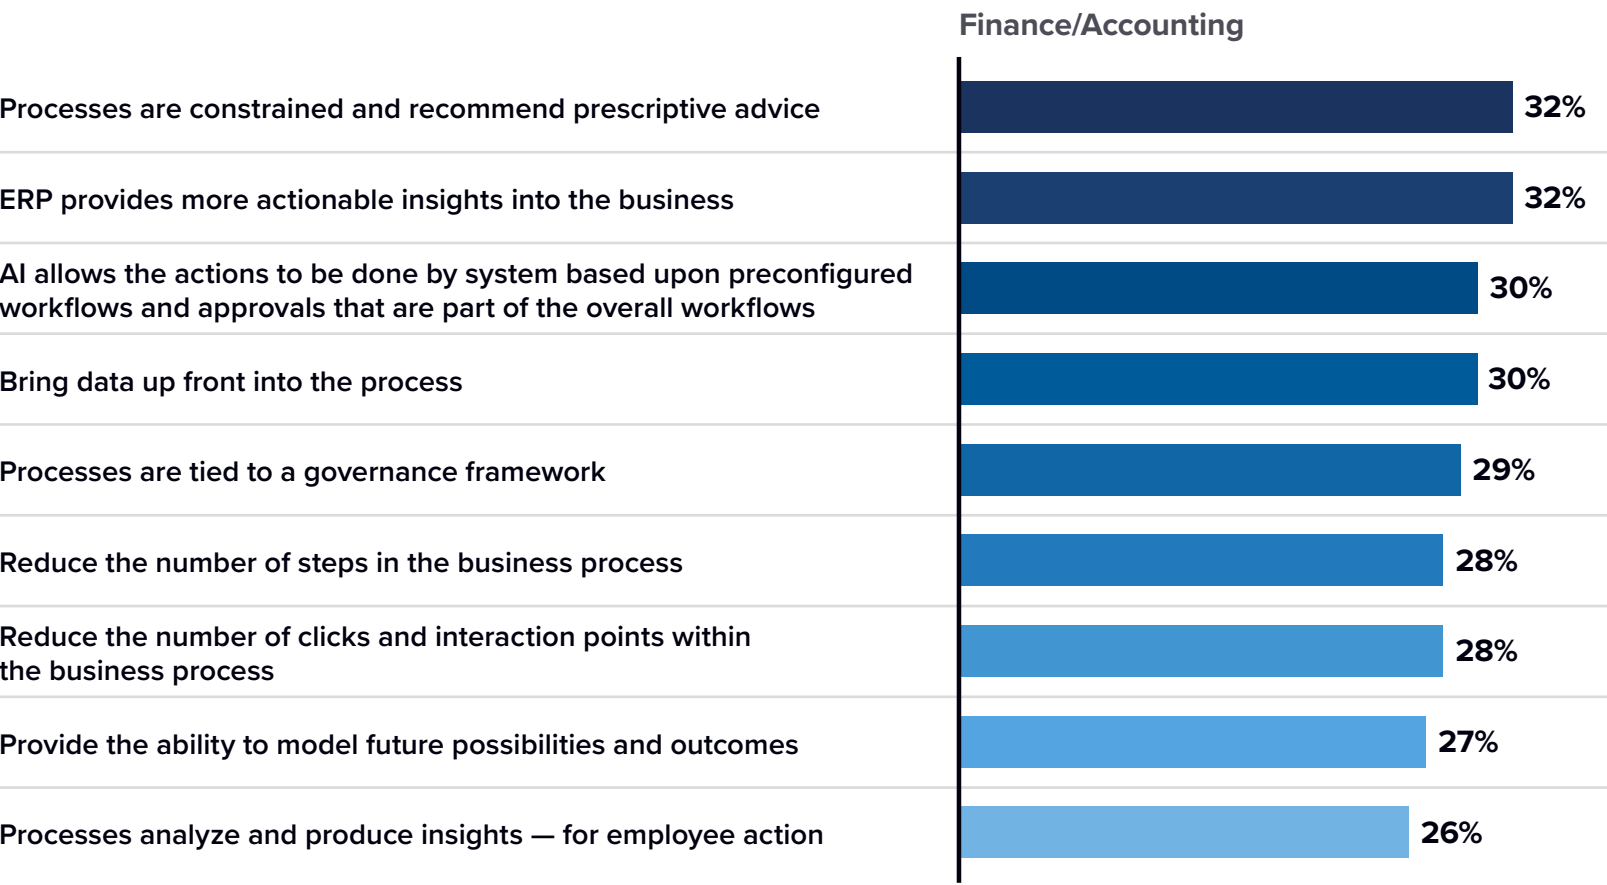 Finance/Accounting
Processes are constrained and recommend prescriptive advice
32%
ERP provides more actionable insights into the business
32%
AI allows the actions to be done by system based upon preconfigured
workflows and approvals that are part of the overall workflows
30%
Bring data up front into the process
30%
Processes are tied to a governance framework
29%
Reduce the number of steps in the business process
28%
Reduce the number of clicks and interaction points within
the business process
28%
Provide the ability to model future possibilities and outcomes
27%
Processes analyze and produce insights — for employee action
26%